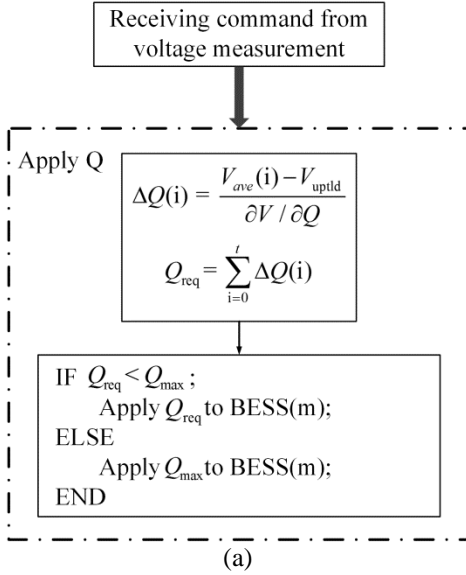 Receiving command from
voltage measurement
Apply Q
ΔQ(i) = (V_ave(i) − V_uptld) / (∂V / ∂Q)
Q_req = ∑_{i=0}^{t} ΔQ(i)
IF Q_req < Q_max ;
Apply Q_req to BESS(m);
ELSE
Apply Q_max to BESS(m);
END
(a)